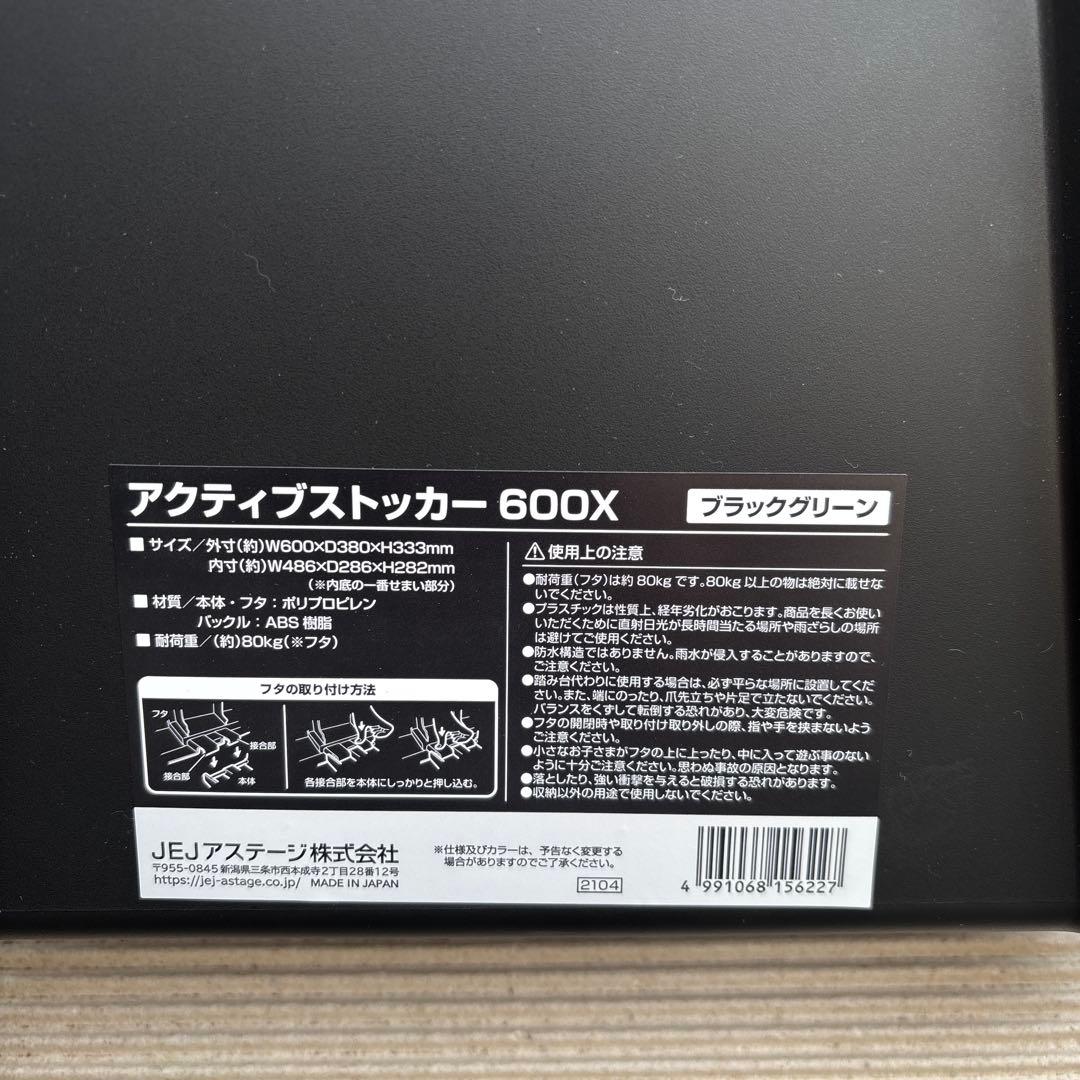 アクティブストッカー 600X
ブラックグリーン
■サイズ/外寸(約)W600×D380×H333mm
内寸(約)W486×D286×H282mm
(※内底の一番せまい部分)
■材質/本体・フタ:ポリプロピレン
バックル:ABS樹脂
■耐荷重/(約)80kg(※フタ)
フタの取り付け方法
フタ
接合部
接合部
本体
各接合部を本体にしっかりと押し込む。
⚠使用上の注意
●耐荷重(フタ)は約80kgです。80kg以上の物は絶対に載せな
いでください。
●プラスチックは性質上、経年劣化がおこります。商品を長くお使い
いただくために直射日光が長時間当たる場所や雨ざらしの場所
は避けてご使用ください。
●防水構造ではありません。雨水が侵入することがありますので、
ご注意ください。
●踏み台代わりに使用する場合は、必ず平らな場所に設置してくだ
さい。また、端にのったり、爪先立ちや片足で立たないでください。
バランスをくずして転倒する恐れがあり、大変危険です。
●フタの開閉時や取り付け取り外しの際、指や手を挟まないよう
ご注意ください。
●小さなお子さまがフタの上に上ったり、中に入って遊ぶ事のない
ように十分ご注意ください。思わぬ事故の原因となります。
●落としたり、強い衝撃を与えると破損する恐れがあります。
●収納以外の用途で使用しないでください。
JEJアステージ株式会社
〒955-0845 新潟県三条市西本成寺2丁目28番12号
https://jej-astage.co.jp/ MADE IN JAPAN
※仕様及びカラーは、予告なく変更する
場合がありますのでご了承ください。
2104
4 991068 156227